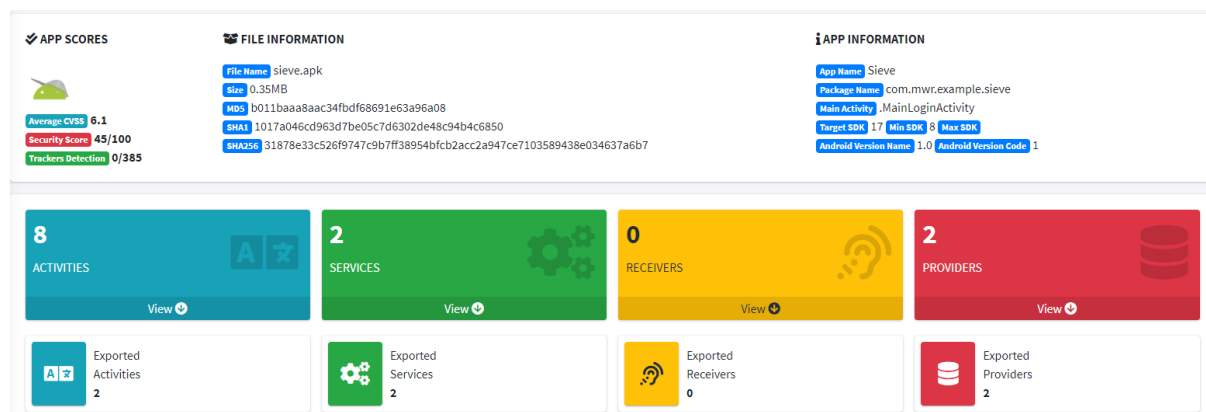 APP SCORES
Average CVSS 6.1
Security Score 45/100
Trackers Detection 0/385
FILE INFORMATION
File Name sieve.apk
Size 0.35MB
MD5 b011baaa8aac34fbdf68691e63a96a08
SHA1 1017a046cd963d7be05c7d6302de48c94b4c6850
SHA256 31878e33c526f9747c9b7ff38954bfcb2acc2a947ce7103589438e034637a6b7
APP INFORMATION
App Name Sieve
Package Name com.mwr.example.sieve
Main Activity .MainLoginActivity
Target SDK 17 Min SDK 8 Max SDK
Android Version Name 1.0 Android Version Code 1
8
ACTIVITIES
View
2
SERVICES
View
0
RECEIVERS
View
2
PROVIDERS
View
Exported
Activities
2
Exported
Services
2
Exported
Receivers
0
Exported
Providers
2